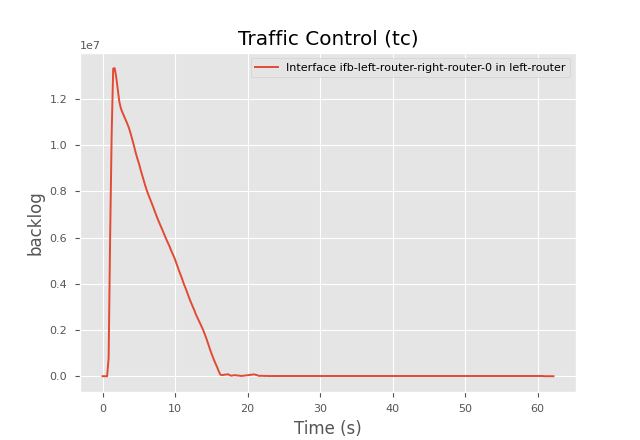 Traffic Control (tc)
1e7
Interface ifb-left-router-right-router-0 in left-router
1.2
1.0
0.8
0.6
0.4
0.2
0.0
backlog
0 10 20 30 40 50 60
Time (s)